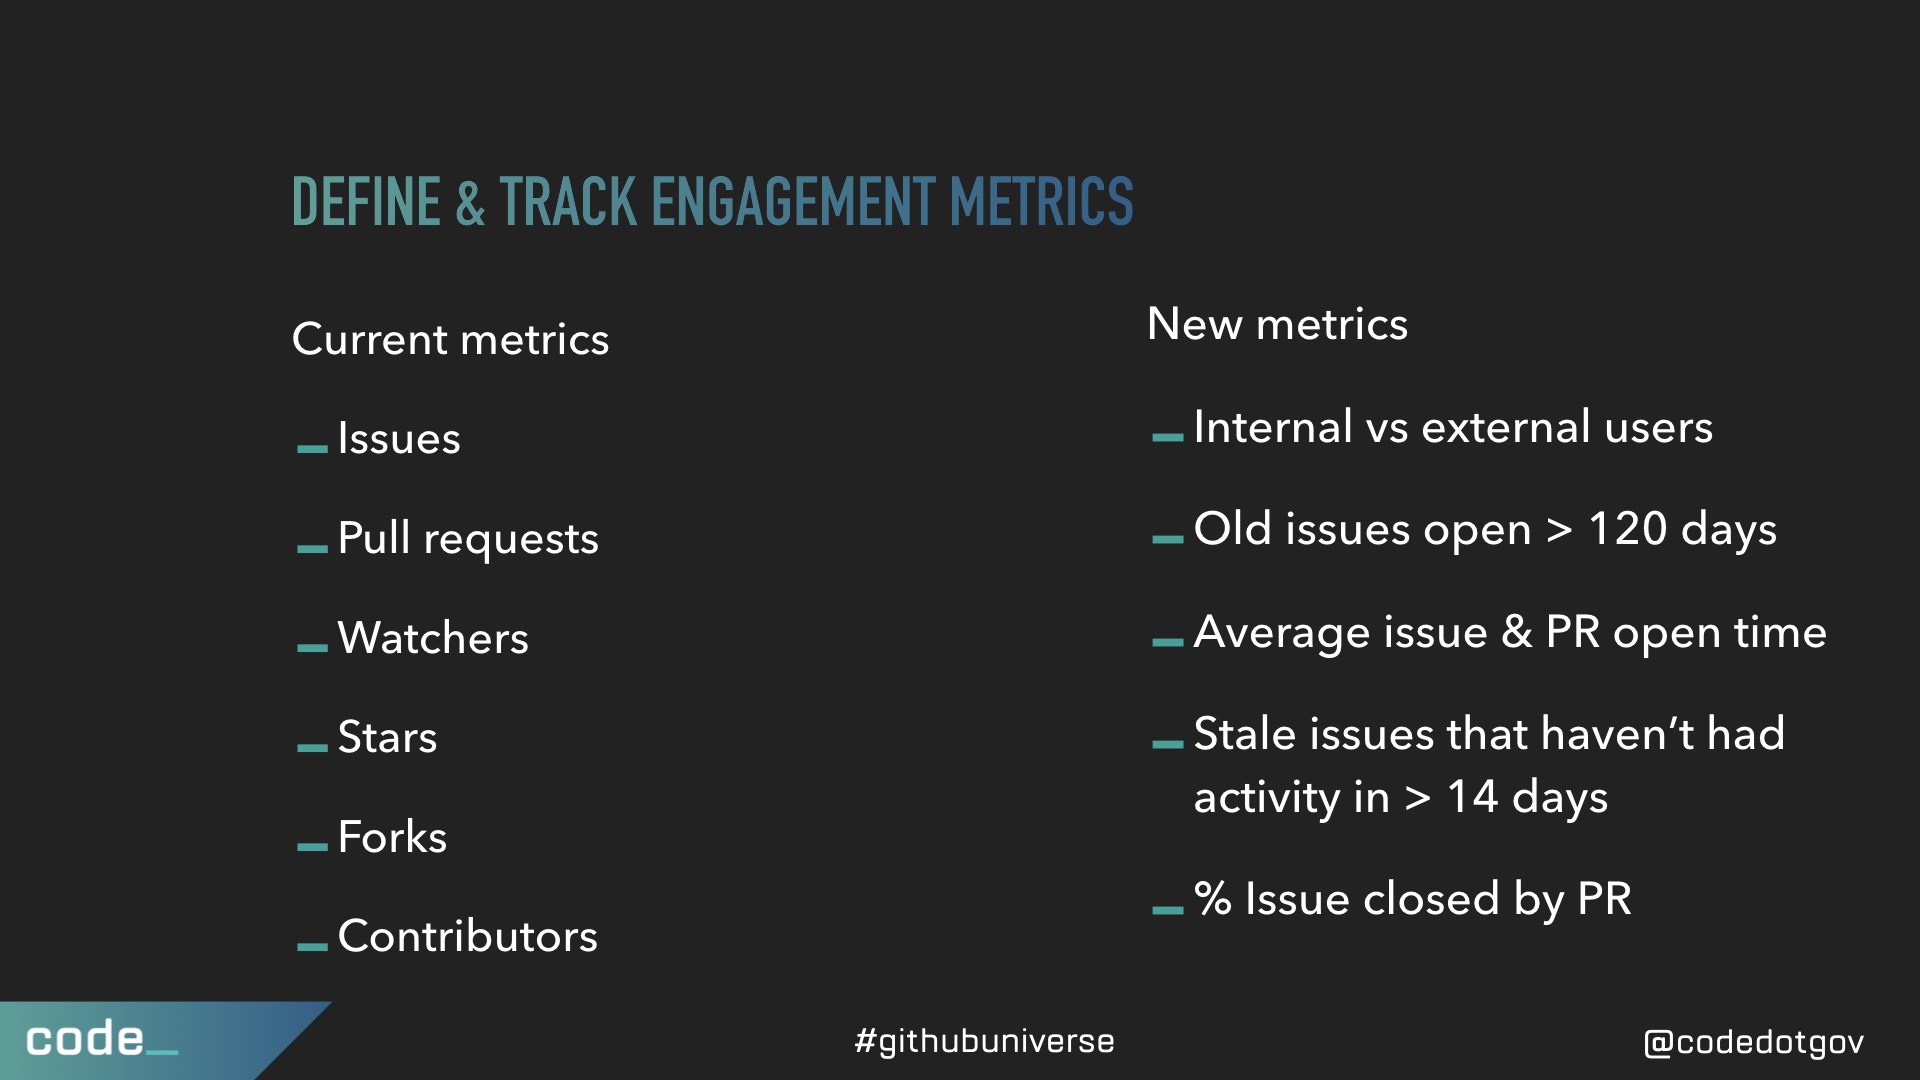 DEFINE & TRACK ENGAGEMENT METRICS
Current metrics
Issues
Pull requests
Watchers
Stars
Forks
Contributors
New metrics
Internal vs external users
Old issues open > 120 days
Average issue & PR open time
Stale issues that haven’t had
activity in > 14 days
% Issue closed by PR
code_
#githubuniverse
@codedotgov